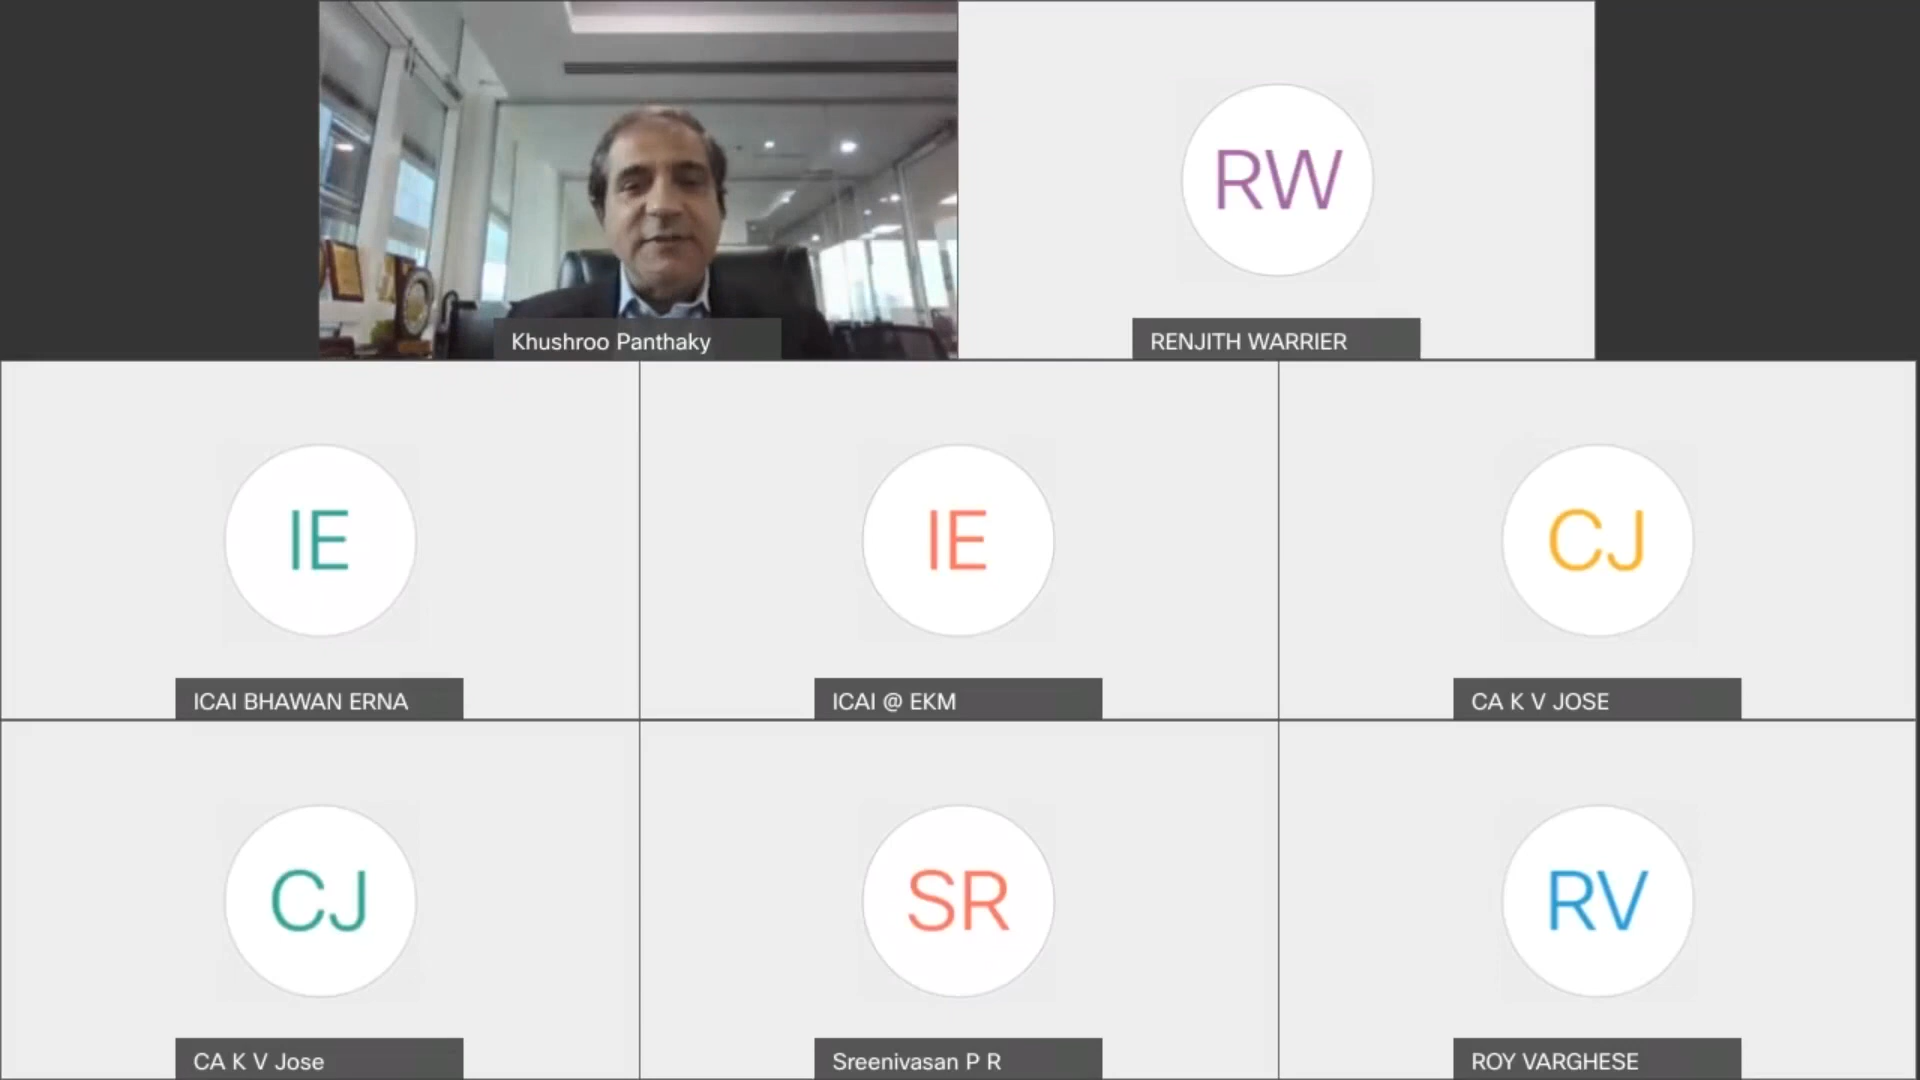 RW
Khushroo Panthaky
RENJITH WARRIER
IE
IE
CJ
ICAI BHAWAN ERNA
ICAI @ EKM
CA K V JOSE
CJ
SR
RV
CA K V Jose
Sreenivasan P R
ROY VARGHESE